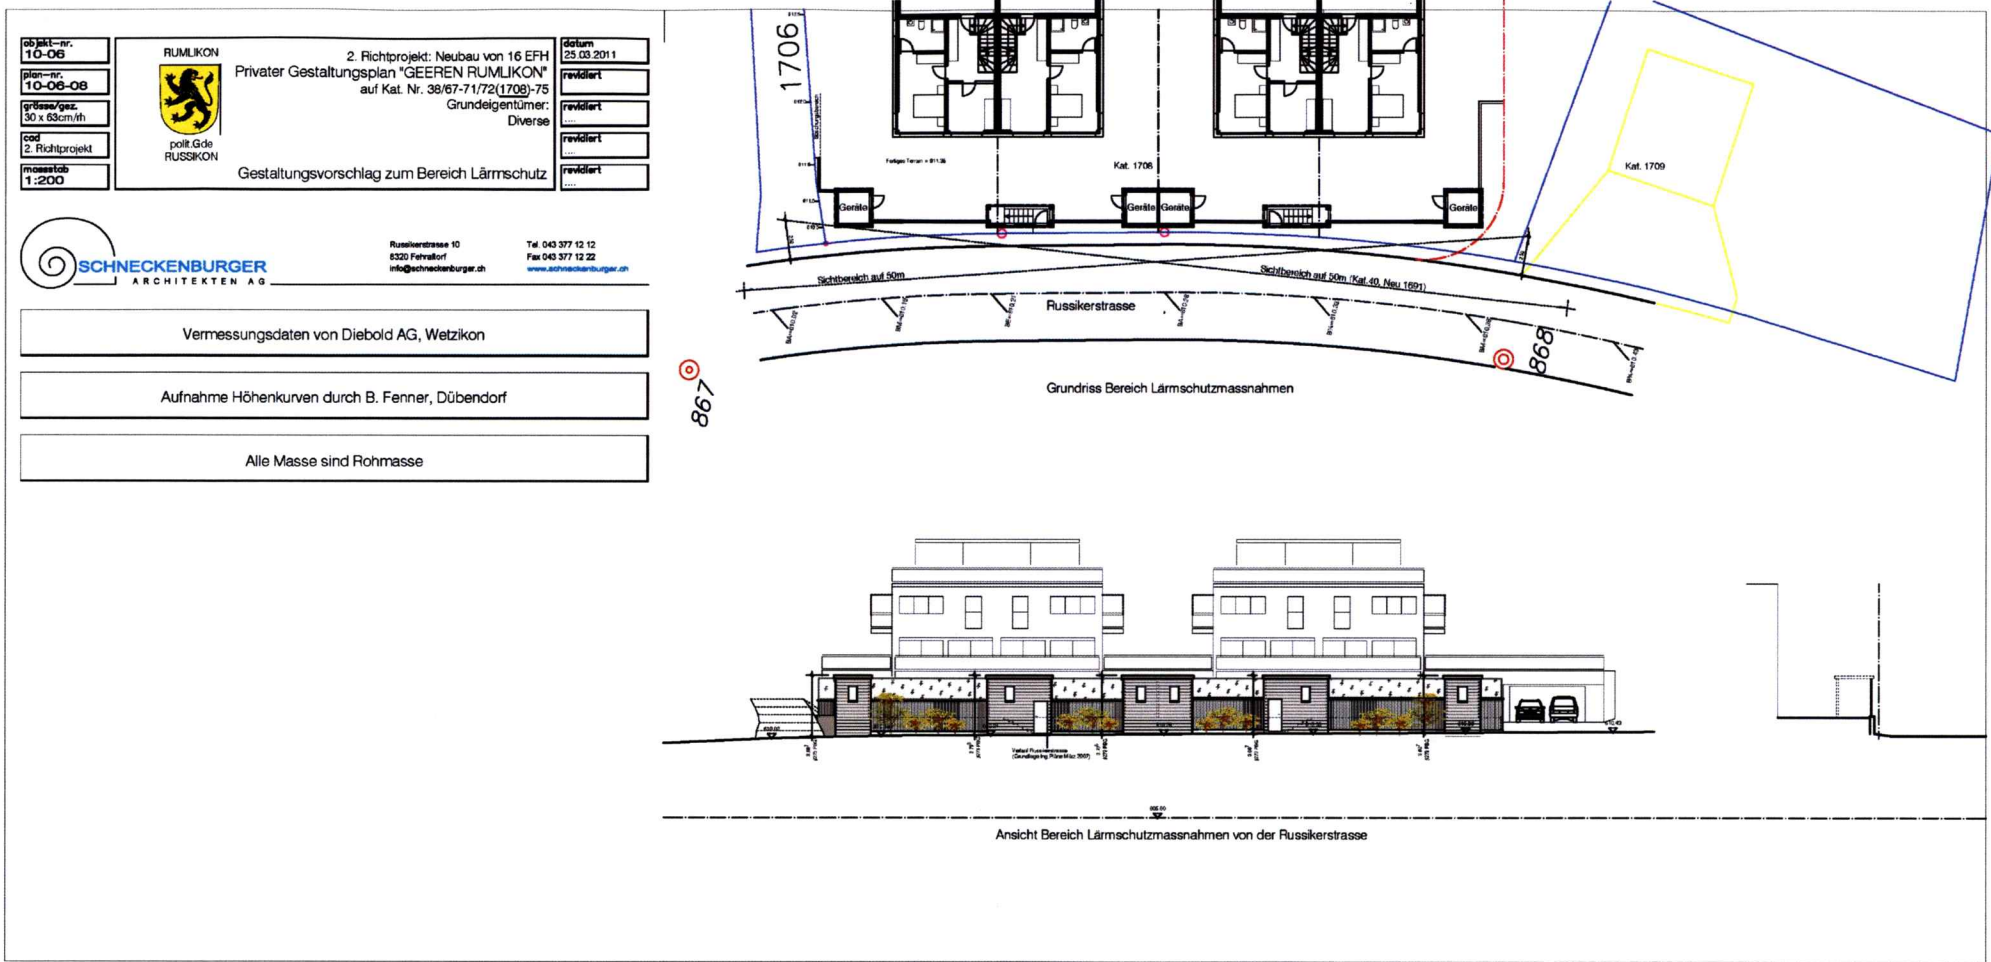 objekt-nr.
10-06
plan-nr.
10-06-08
grösse/gez.
30 x 63cm/rh
cad
2. Richtprojekt
massstab
1:200
RUMLIKON
polit.Gde
RUSSIKON
2. Richtprojekt: Neubau von 16 EFH
Privater Gestaltungsplan "GEEREN RUMLIKON"
auf Kat. Nr. 38/67-71/72(1708)-75
Grundeigentümer:
Diverse
Gestaltungsvorschlag zum Bereich Lärmschutz
datum
25.03.2011
revidiert
revidiert
....
revidiert
....
revidiert
....
SCHNECKENBURGER
ARCHITEKTEN AG
Russikerstrasse 10
8320 Fehraltorf
info@schneckenburger.ch
Tel. 043 377 12 12
Fax 043 377 12 22
www.schneckenburger.ch
Vermessungsdaten von Diebold AG, Wetzikon
Aufnahme Höhenkurven durch B. Fenner, Dübendorf
Alle Masse sind Rohmasse
1706
Kat. 1708
Kat. 1709
Geräte
Geräte
Geräte
Geräte
Sichtbereich auf 50m
Sichtbereich auf 50m (Kat.40, Neu 1691)
Russikerstrasse
867
868
Grundriss Bereich Lärmschutzmassnahmen
Ansicht Bereich Lärmschutzmassnahmen von der Russikerstrasse